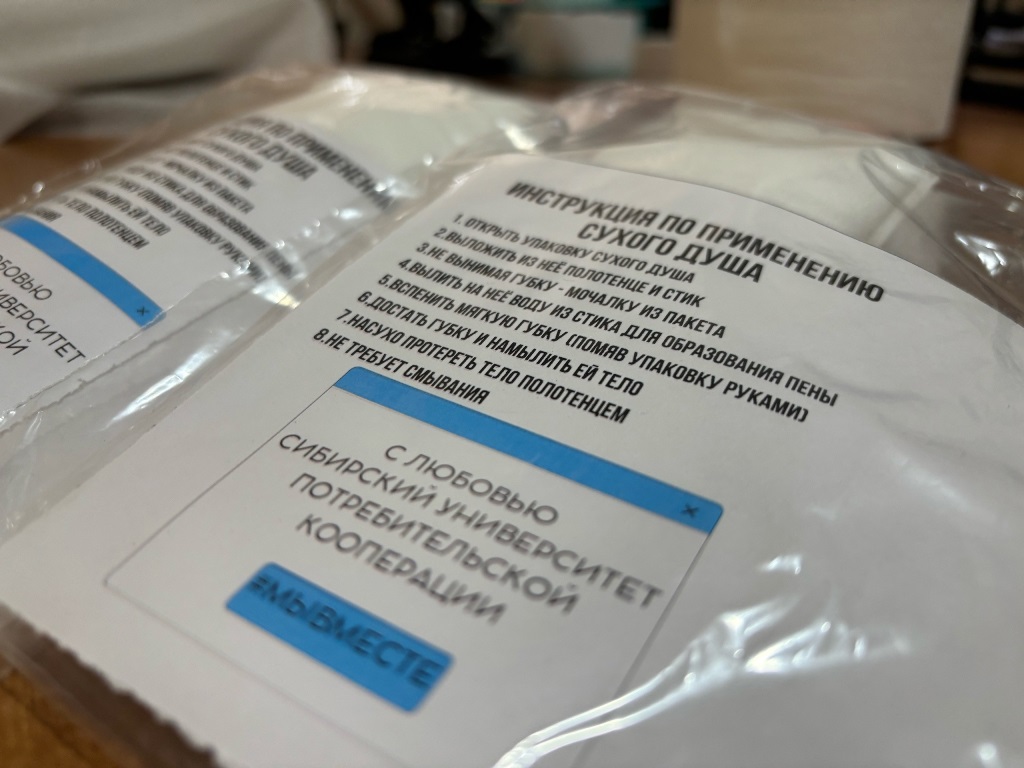 ИНСТРУКЦИЯ ПО ПРИМЕНЕНИЮ
СУХОГО ДУША
1. ОТКРЫТЬ УПАКОВКУ СУХОГО ДУША
2.ВЫЛОЖИТЬ ИЗ НЕЁ ПОЛОТЕНЦЕ И СТИК
3.НЕ ВЫНИМАЯ ГУБКУ - МОЧАЛКУ ИЗ ПАКЕТА
4.ВЫЛИТЬ НА НЕЁ ВОДУ ИЗ СТИКА ДЛЯ ОБРАЗОВАНИЯ ПЕНЫ
5.ВСПЕНИТЬ МЯГКУЮ ГУБКУ (ПОМЯВ УПАКОВКУ РУКАМИ)
6.ДОСТАТЬ ГУБКУ И НАМЫЛИТЬ ЕЙ ТЕЛО
7.НАСУХО ПРОТЕРЕТЬ ТЕЛО ПОЛОТЕНЦЕМ
8.НЕ ТРЕБУЕТ СМЫВАНИЯ
С ЛЮБОВЬЮ
СИБИРСКИЙ УНИВЕРСИТЕТ
ПОТРЕБИТЕЛЬСКОЙ
КООПЕРАЦИИ
#МЫВМЕСТЕ
ПО ПРИМЕНЕН
СУХОГО ДУША
ПОЛОТЕНЦЕМ